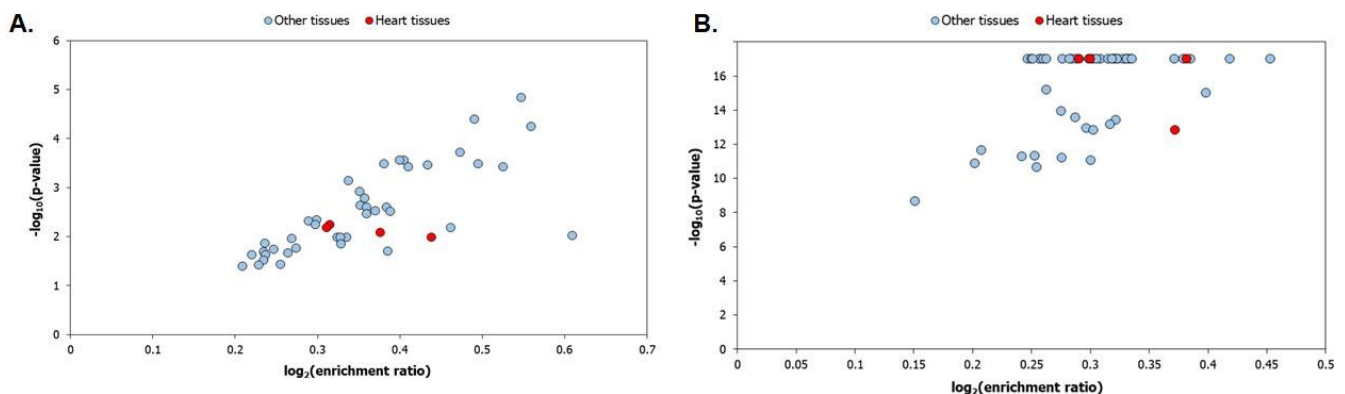 A.
Other tissues Heart tissues
6
5
4
3
2
1
0
0 0.1 0.2 0.3 0.4 0.5 0.6 0.7
-log10(p-value)
log2(enrichment ratio)
B.
Other tissues Heart tissues
16
14
12
10
8
6
4
2
0
0 0.05 0.1 0.15 0.2 0.25 0.3 0.35 0.4 0.45 0.5
-log10(p-value)
log2(enrichment ratio)